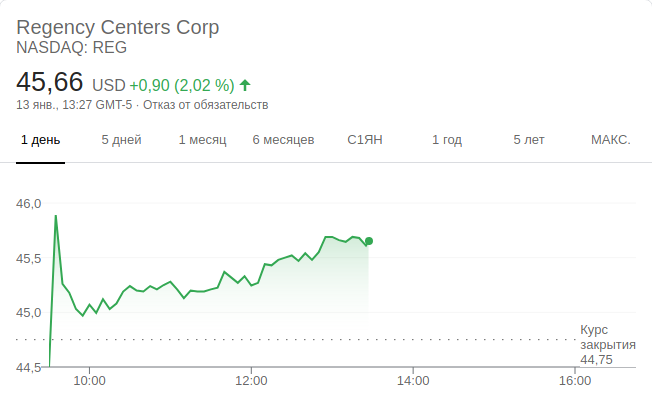 Regency Centers Corp
NASDAQ: REG
45,66 USD +0,90 (2,02 %)
13 янв., 13:27 GMT-5 · Отказ от обязательств
1 день 5 дней 1 месяц 6 месяцев С1ЯН 1 год 5 лет МАКС.
46,0
45,5
45,0
Курс
закрытия
44,75
44,5
10:00 12:00 14:00 16:00